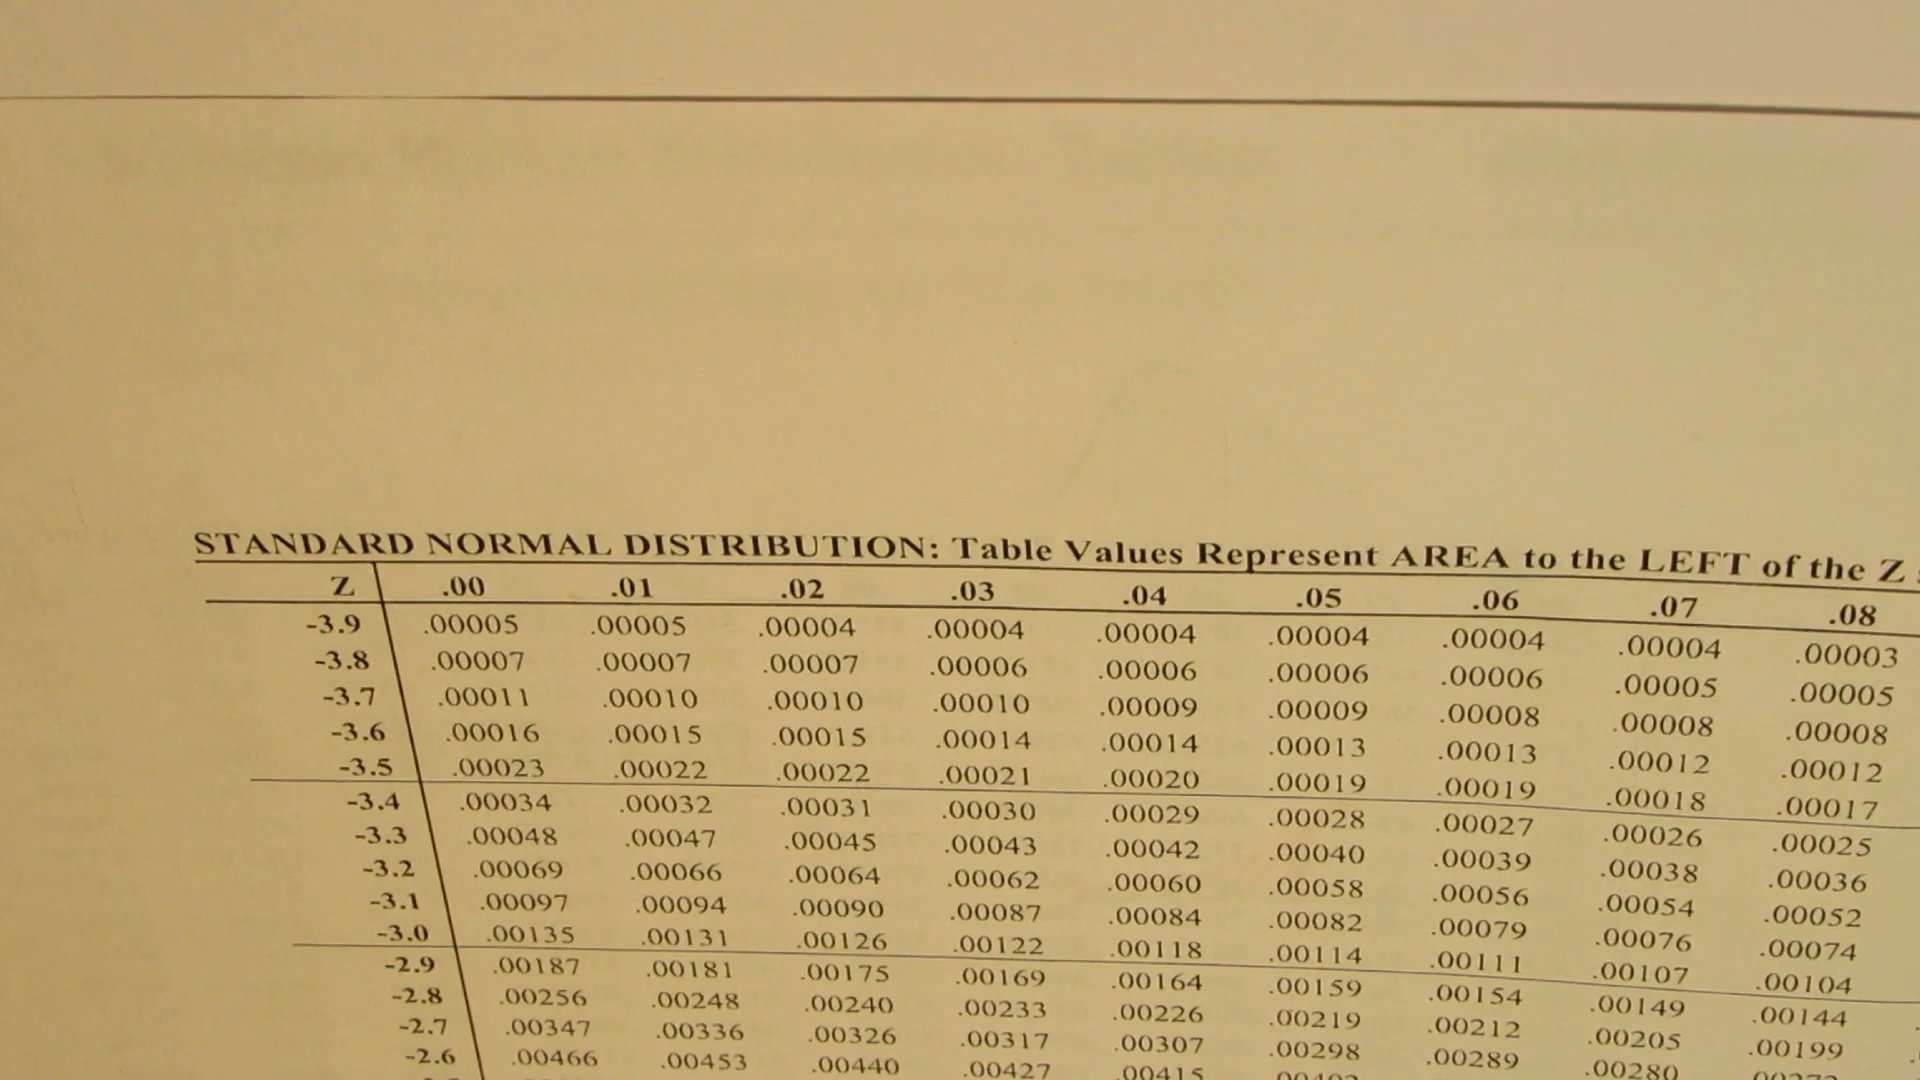 STANDARD NORMAL DISTRIBUTION: Table Values Represent AREA to the LEFT of the Z
Z .00 .01 .02 .03 .04 .05 .06 .07 .08
-3.9 .00005 .00005 .00004 .00004 .00004 .00004 .00004 .00004 .00003
-3.8 .00007 .00007 .00007 .00006 .00006 .00006 .00006 .00005 .00005
-3.7 .00011 .00010 .00010 .00010 .00009 .00009 .00008 .00008 .00008
-3.6 .00016 .00015 .00015 .00014 .00014 .00013 .00013 .00012 .00012
-3.5 .00023 .00022 .00022 .00021 .00020 .00019 .00019 .00018 .00017
-3.4 .00034 .00032 .00031 .00030 .00029 .00028 .00027 .00026 .00025
-3.3 .00048 .00047 .00045 .00043 .00042 .00040 .00039 .00038 .00036
-3.2 .00069 .00066 .00064 .00062 .00060 .00058 .00056 .00054 .00052
-3.1 .00097 .00094 .00090 .00087 .00084 .00082 .00079 .00076 .00074
-3.0 .00135 .00131 .00126 .00122 .00118 .00114 .00111 .00107 .00104
-2.9 .00187 .00181 .00175 .00169 .00164 .00159 .00154 .00149 .00144
-2.8 .00256 .00248 .00240 .00233 .00226 .00219 .00212 .00205 .00199
-2.7 .00347 .00336 .00326 .00317 .00307 .00298 .00289 .00280
-2.6 .00466 .00453 .00440 .00427 .00415